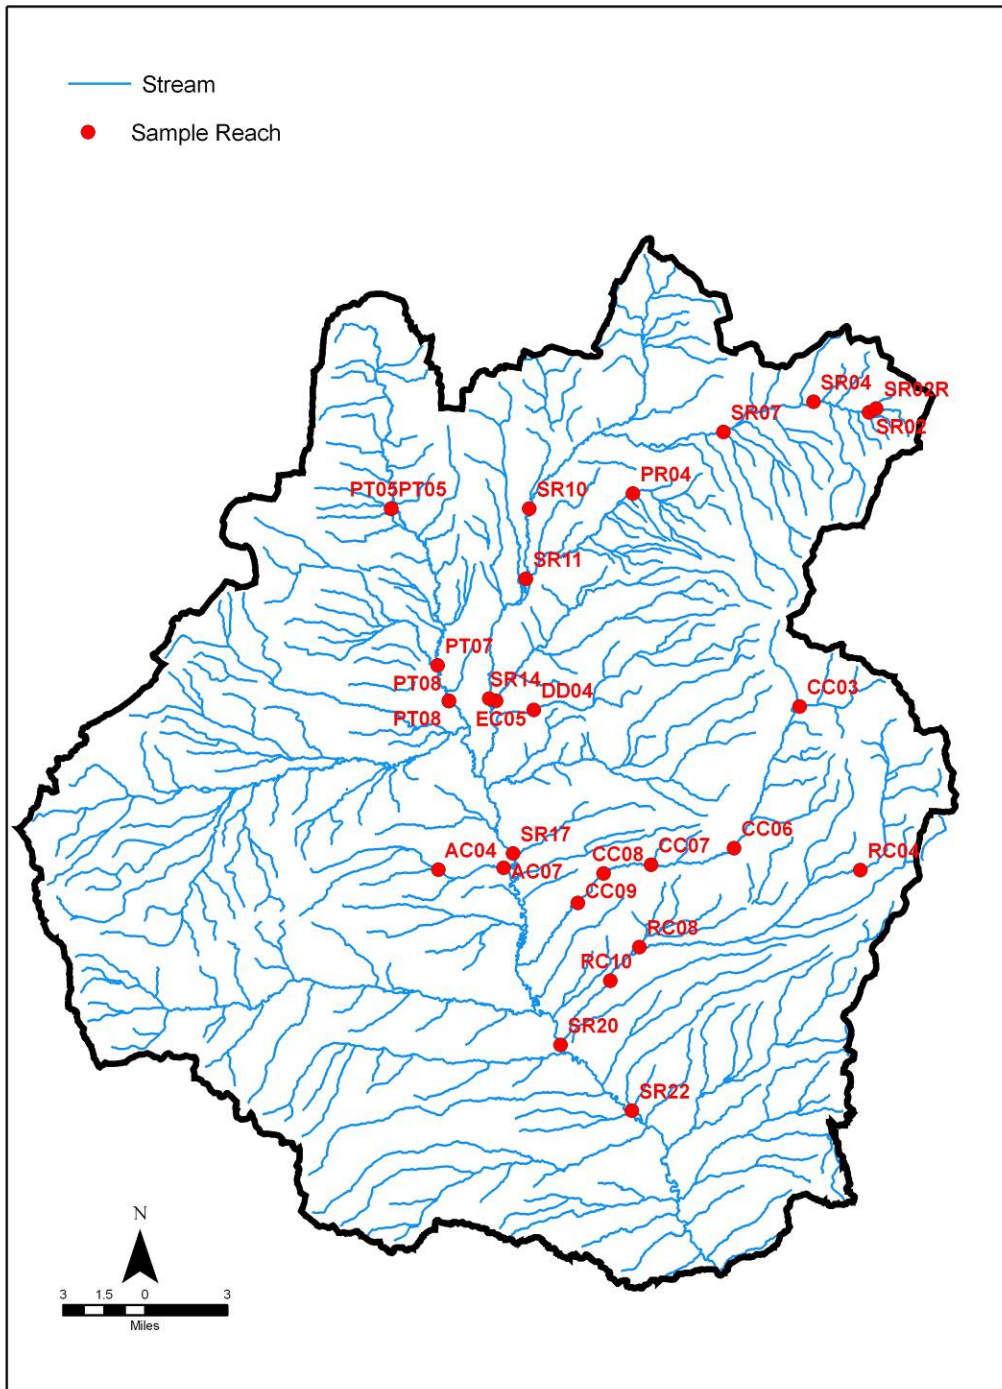 Stream
Sample Reach
SR04
SR02R
SR07
SR02
PR04
PT05PT05
SR10
SR11
PT07
PT08
SR14
DD04
CC03
PT08
EC05
SR17
CC06
AC04
CC08
CC07
RC04
AC07
CC09
RC08
RC10
SR20
SR22
N
3 1.5 0 3
Miles